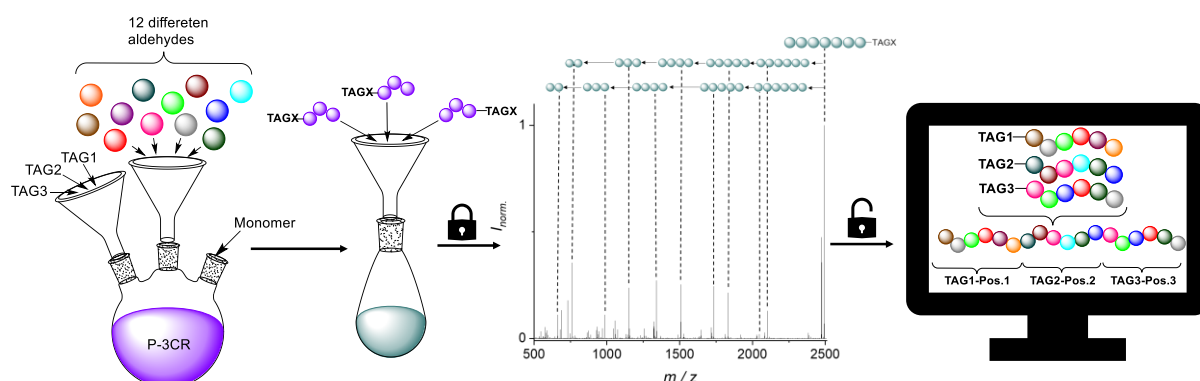 12 differeten
aldehydes
TAG1
TAG2
TAG3
Monomer
P-3CR
TAGX
TAGX
TAGX
TAGX
1
0
I norm.
500
1000
1500
2000
2500
m / z
TAG1
TAG2
TAG3
TAG1-Pos.1
TAG2-Pos.2
TAG3-Pos.3